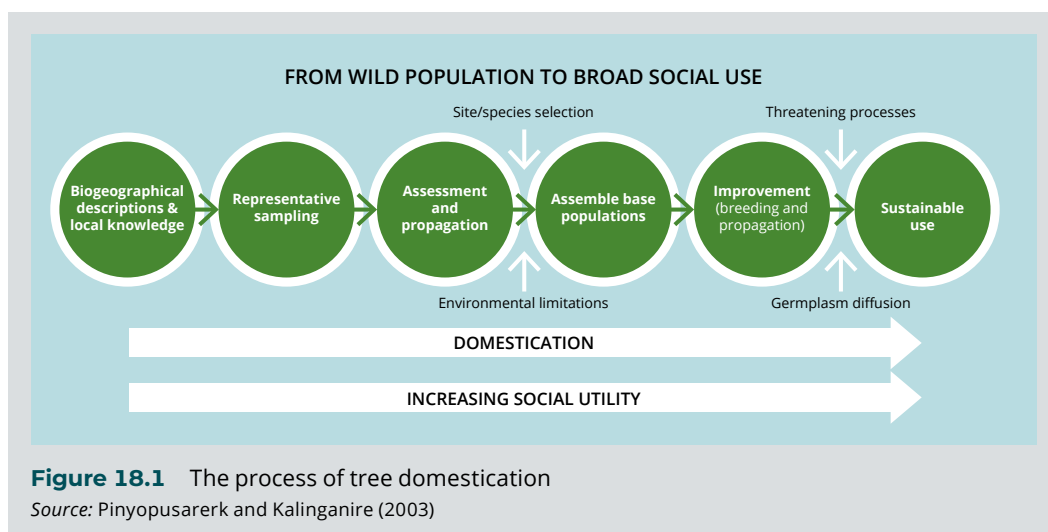 FROM WILD POPULATION TO BROAD SOCIAL USE
Site/species selection
Threatening processes
Biogeographical
descriptions &
local knowledge
Representative
sampling
Assessment
and
propagation
Assemble base
populations
Improvement
(breeding and
propagation)
Sustainable
use
Environmental limitations
Germplasm diffusion
DOMESTICATION
INCREASING SOCIAL UTILITY
Figure 18.1 The process of tree domestication
Source: Pinyopusarerk and Kalinganire (2003)